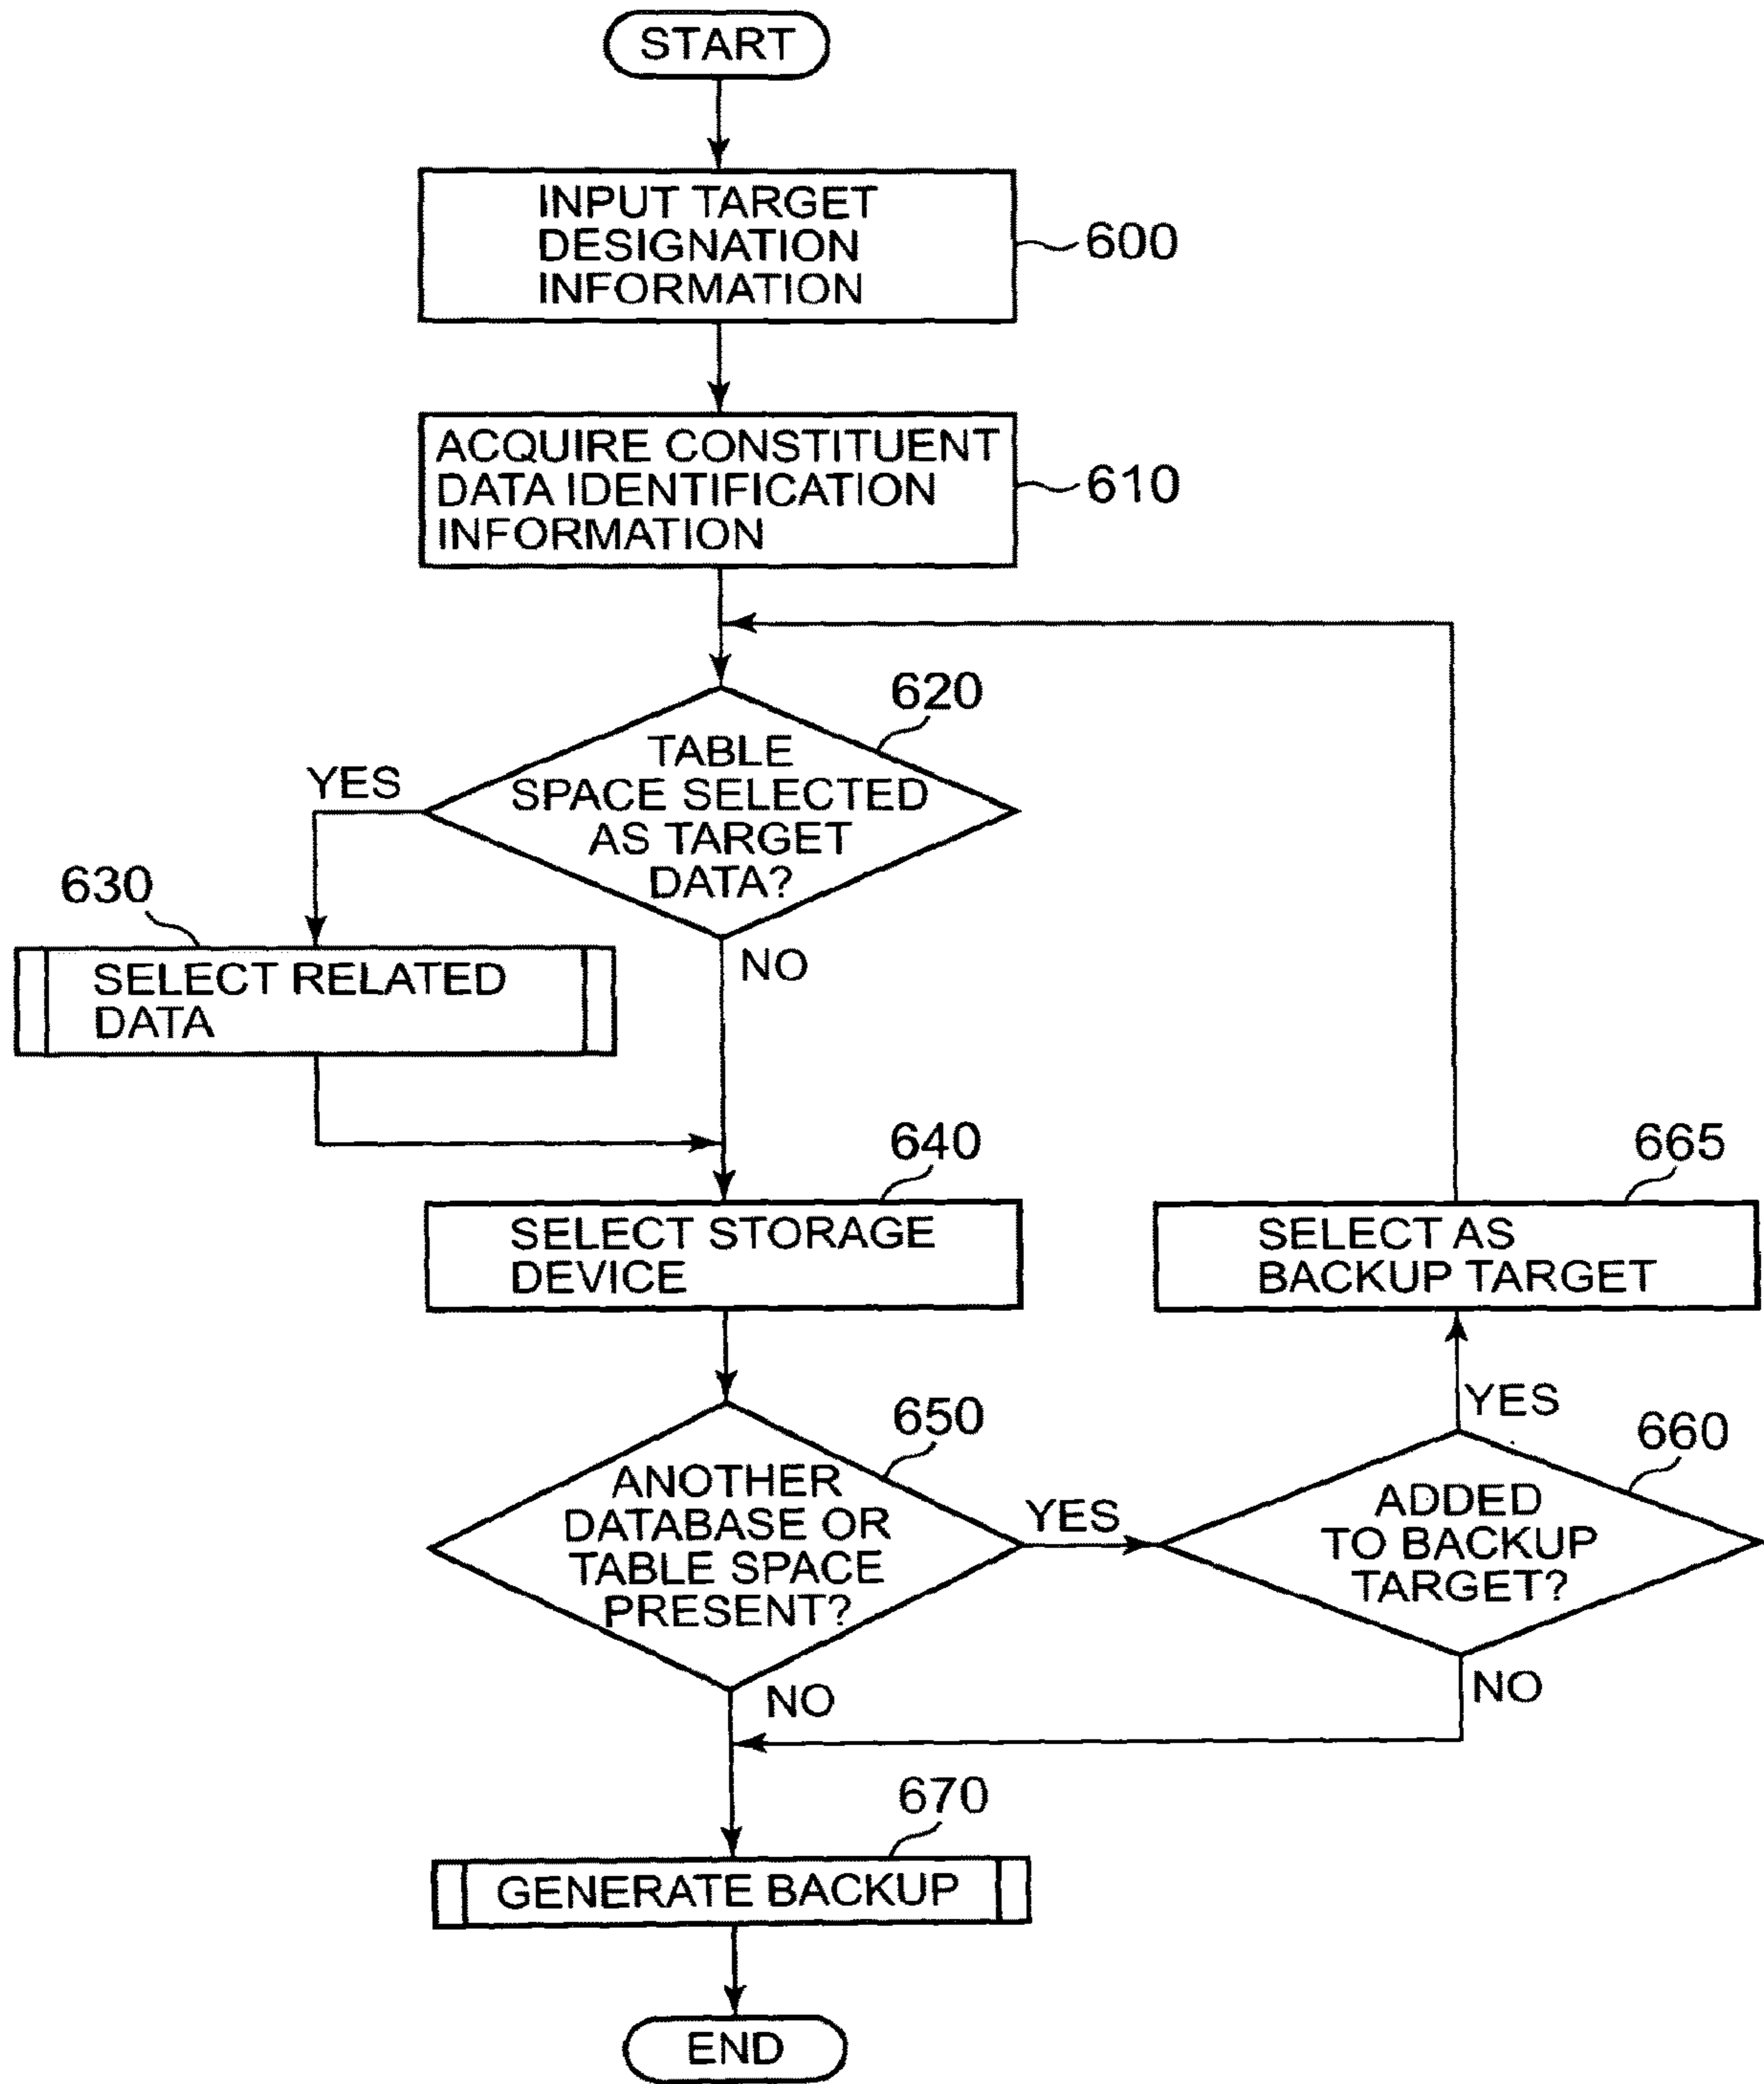 START
INPUT TARGET
DESIGNATION
INFORMATION
600
ACQUIRE CONSTITUENT
DATA IDENTIFICATION
INFORMATION
610
620
TABLE
SPACE SELECTED
AS TARGET
DATA?
YES
NO
630
SELECT RELATED
DATA
640
SELECT STORAGE
DEVICE
665
SELECT AS
BACKUP TARGET
650
ANOTHER
DATABASE OR
TABLE SPACE
PRESENT?
YES
NO
YES
660
ADDED
TO BACKUP
TARGET?
NO
670
GENERATE BACKUP
END